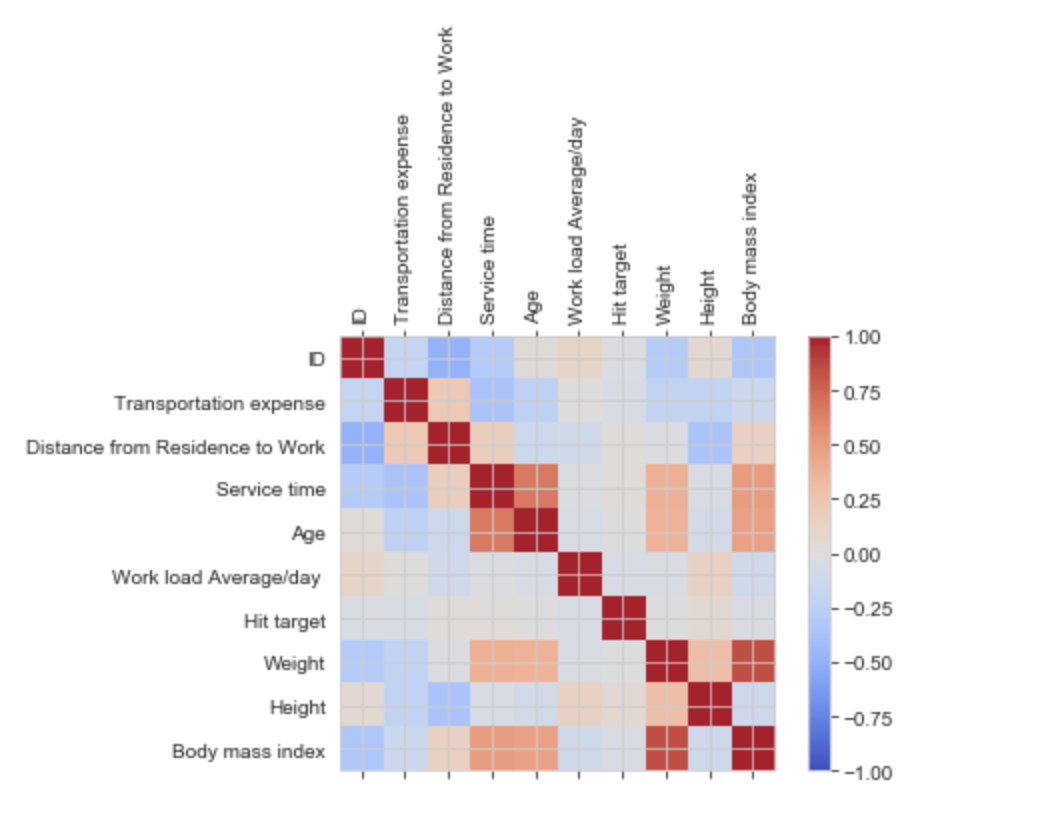 ID
Transportation expense
Distance from Residence to Work
Service time
Age
Work load Average/day
Hit target
Weight
Height
Body mass index
ID
Transportation expense
Distance from Residence to Work
Service time
Age
Work load Average/day
Hit target
Weight
Height
Body mass index
1.00
0.75
0.50
0.25
0.00
−0.25
−0.50
−0.75
−1.00